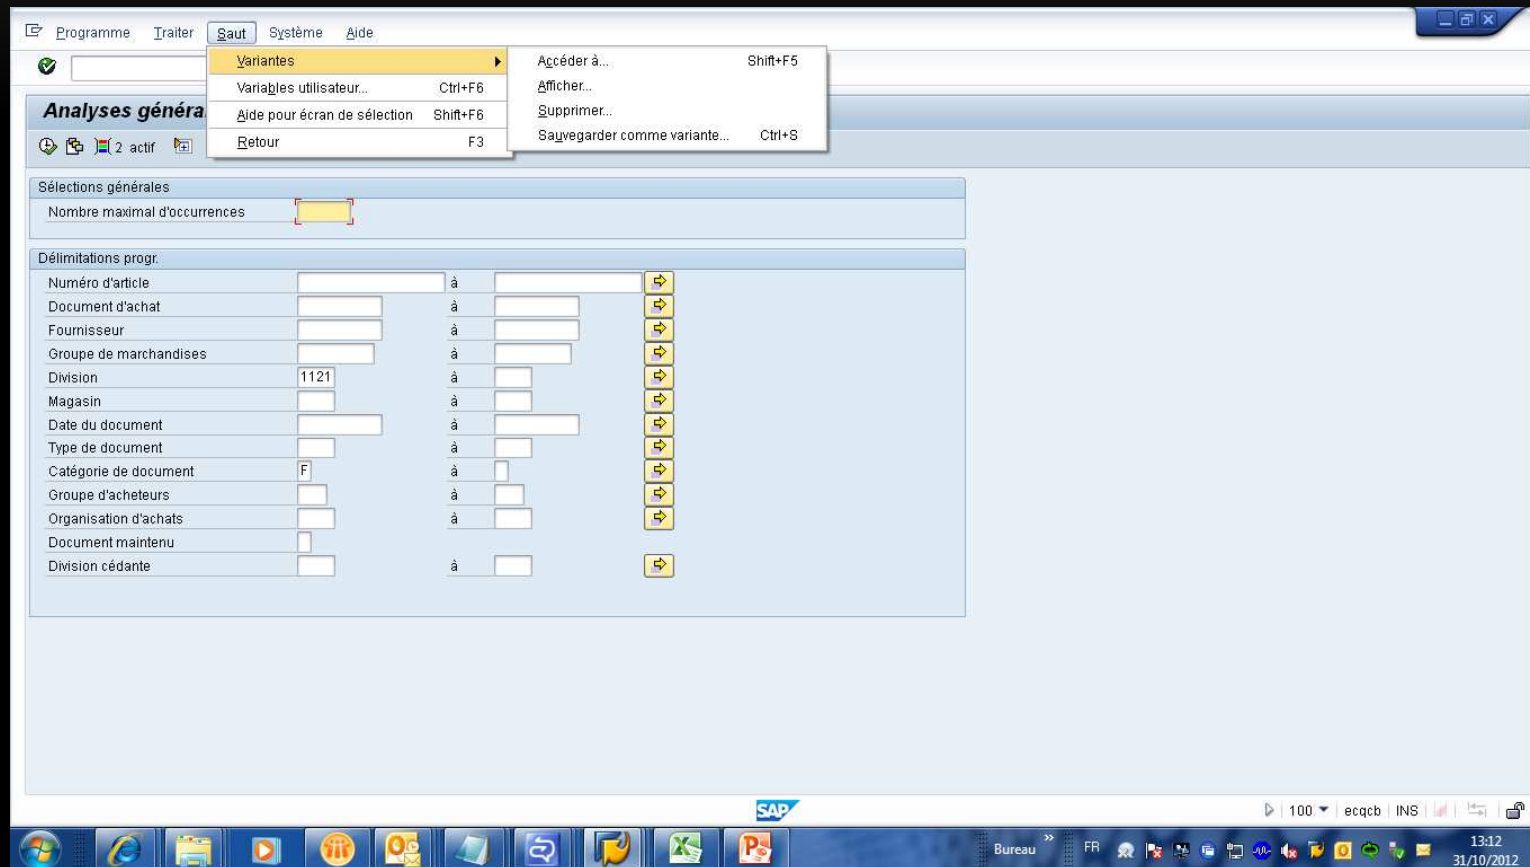 Programme Traiter Saut Système Aide
Variantes
Variables utilisateur... Ctrl+F6
Aide pour écran de sélection Shift+F6
Retour F3
Accéder à... Shift+F5
Afficher...
Supprimer...
Sauvegarder comme variante... Ctrl+S
Analyses généra
2 actif
Sélections générales
Nombre maximal d'occurrences
Délimitations progr.
Numéro d'article à
Document d'achat à
Fournisseur à
Groupe de marchandises à
Division 1121 à
Magasin à
Date du document à
Type de document à
Catégorie de document F à
Groupe d'acheteurs à
Organisation d'achats à
Document maintenu
Division cédante à
SAP
100 ecqcb INS
Bureau » FR 13:12
31/10/2012